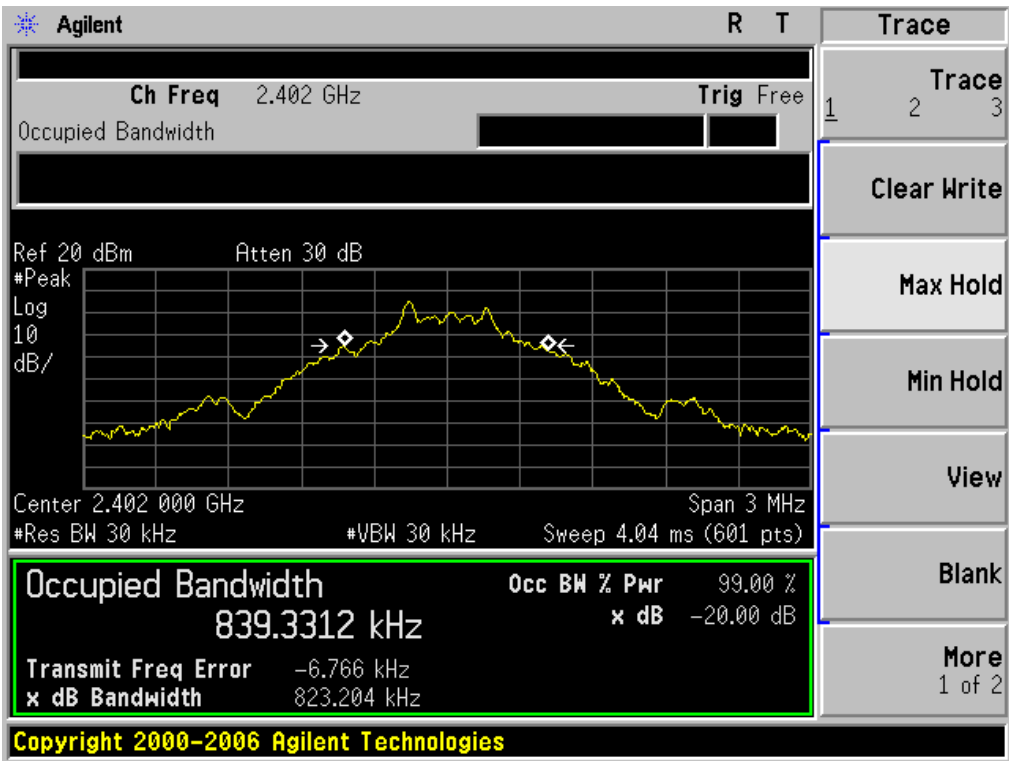 Agilent R T
Ch Freq 2.402 GHz Trig Free
Occupied Bandwidth
Ref 20 dBm Atten 30 dB
#Peak
Log
10
dB/
Center 2.402 000 GHz Span 3 MHz
#Res BW 30 kHz #VBW 30 kHz Sweep 4.04 ms (601 pts)
Occupied Bandwidth
839.3312 kHz
Occ BW % Pwr 99.00 %
x dB -20.00 dB
Transmit Freq Error -6.766 kHz
x dB Bandwidth 823.204 kHz
Copyright 2000-2006 Agilent Technologies
Trace
Trace
1 2 3
Clear Write
Max Hold
Min Hold
View
Blank
More
1 of 2